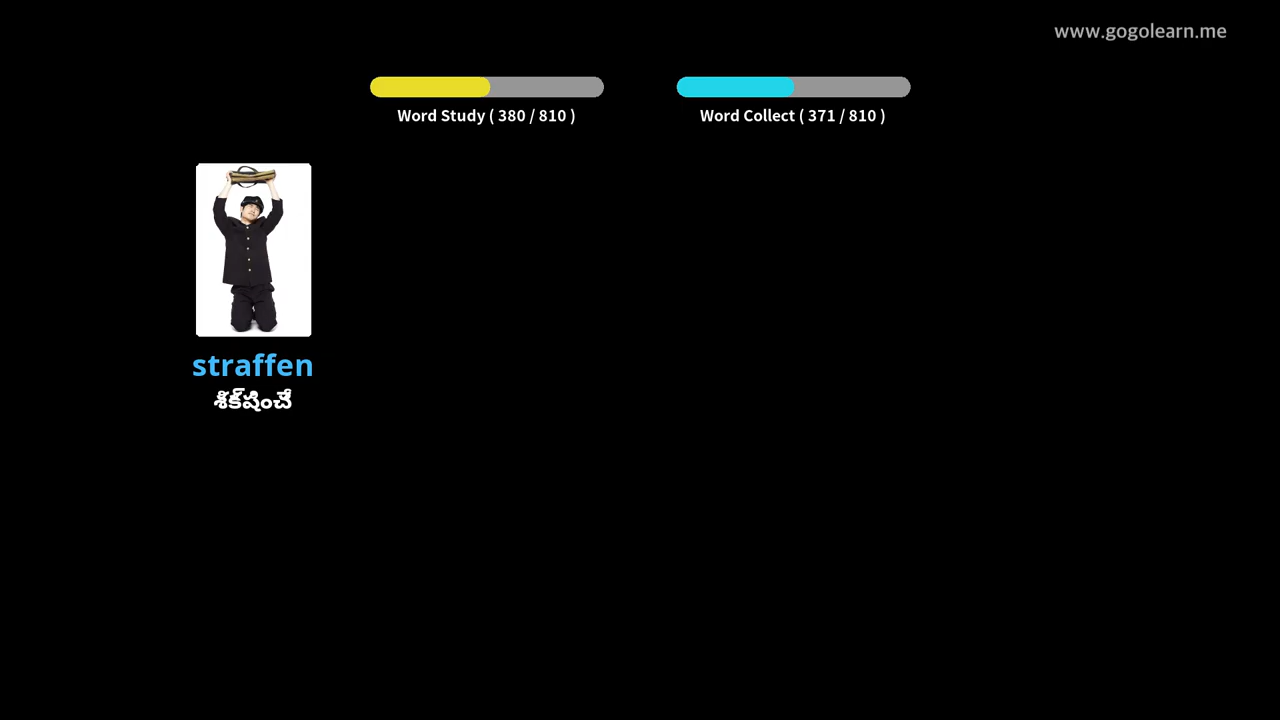 www.gogolearn.me
Word Study ( 380 / 810 )
Word Collect ( 371 / 810 )
straffen
శిక్షించే